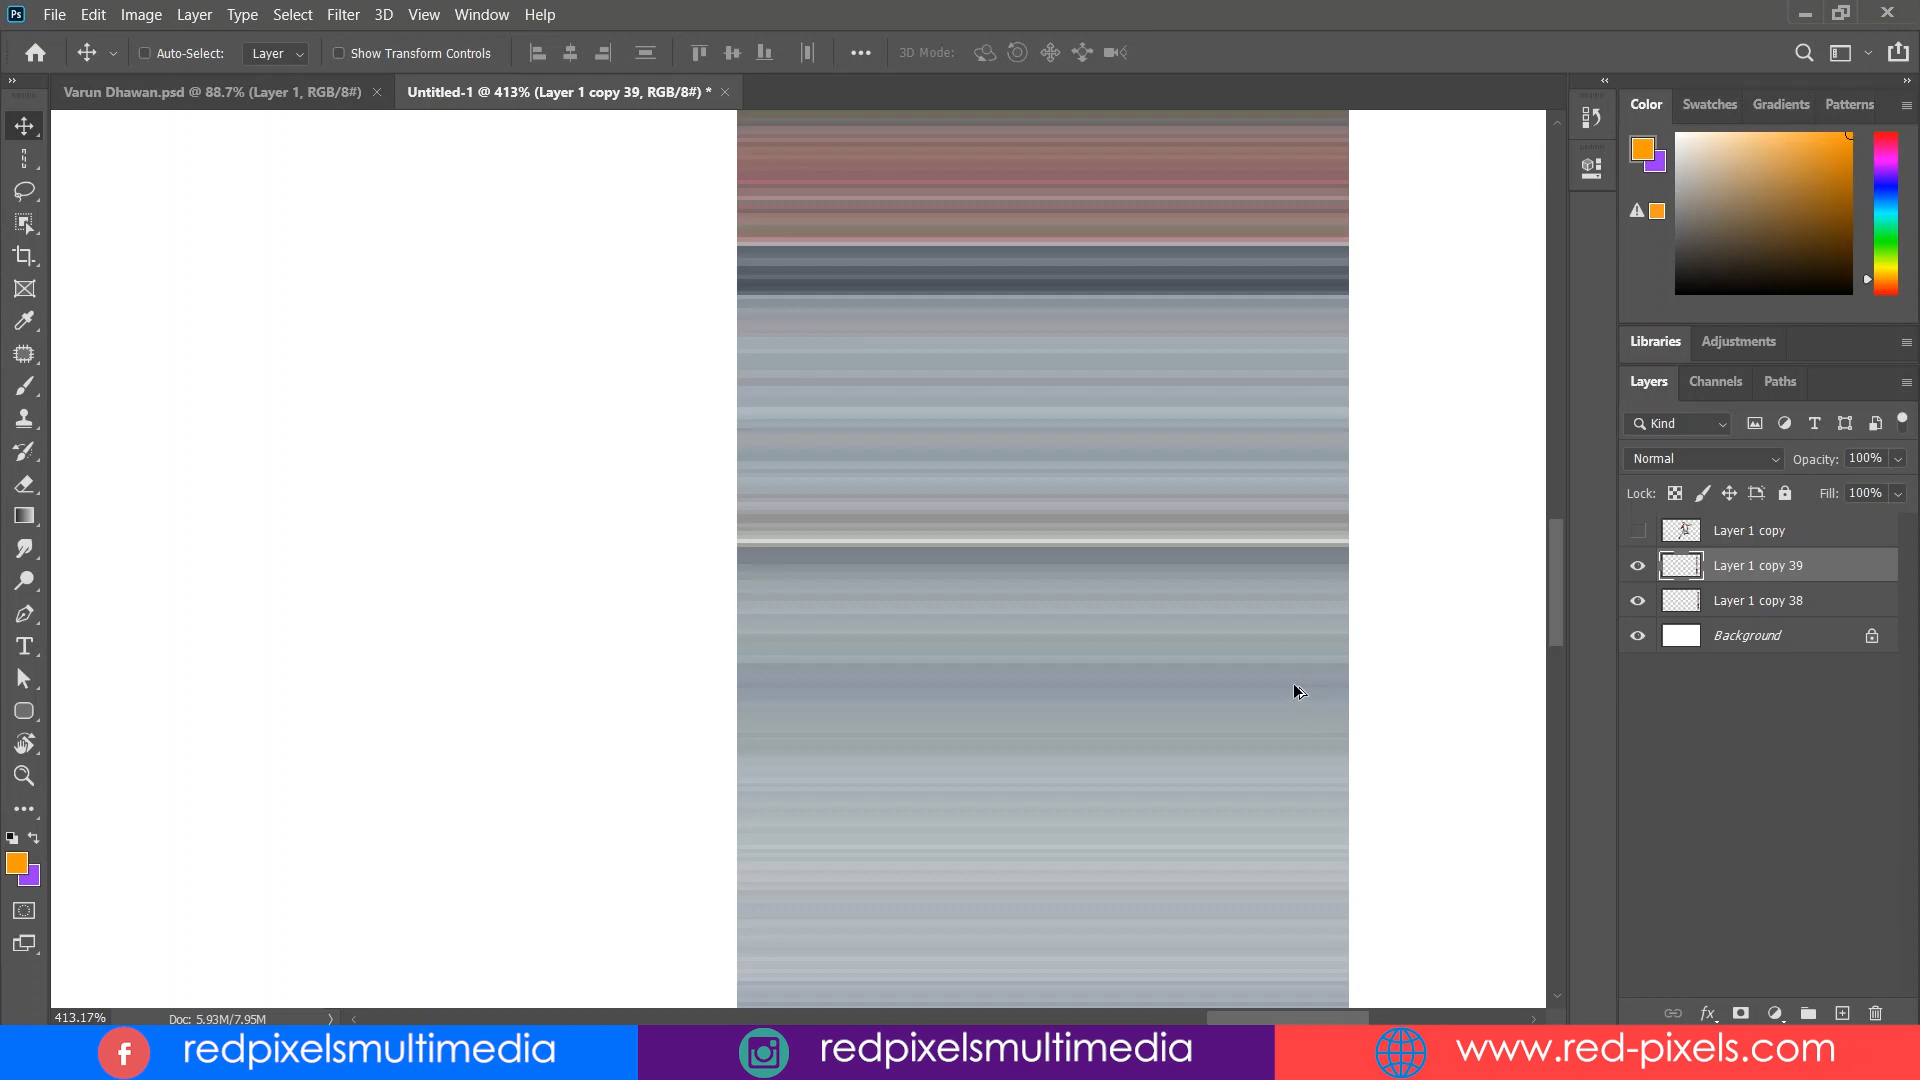 Ps File Edit Image Layer Type Select Filter 3D View Window Help
Auto-Select: Layer Show Transform Controls 3D Mode:
Varun Dhawan.psd @ 88.7% (Layer 1, RGB/8#) Untitled-1 @ 413% (Layer 1 copy 39, RGB/8#) *
Color Swatches Gradients Patterns
Libraries Adjustments
Layers Channels Paths
Kind
Normal Opacity: 100%
Lock: Fill: 100%
Layer 1 copy
Layer 1 copy 39
Layer 1 copy 38
Background
413.17% Doc: 5.93M/7.95M
redpixelsmultimedia redpixelsmultimedia www.red-pixels.com